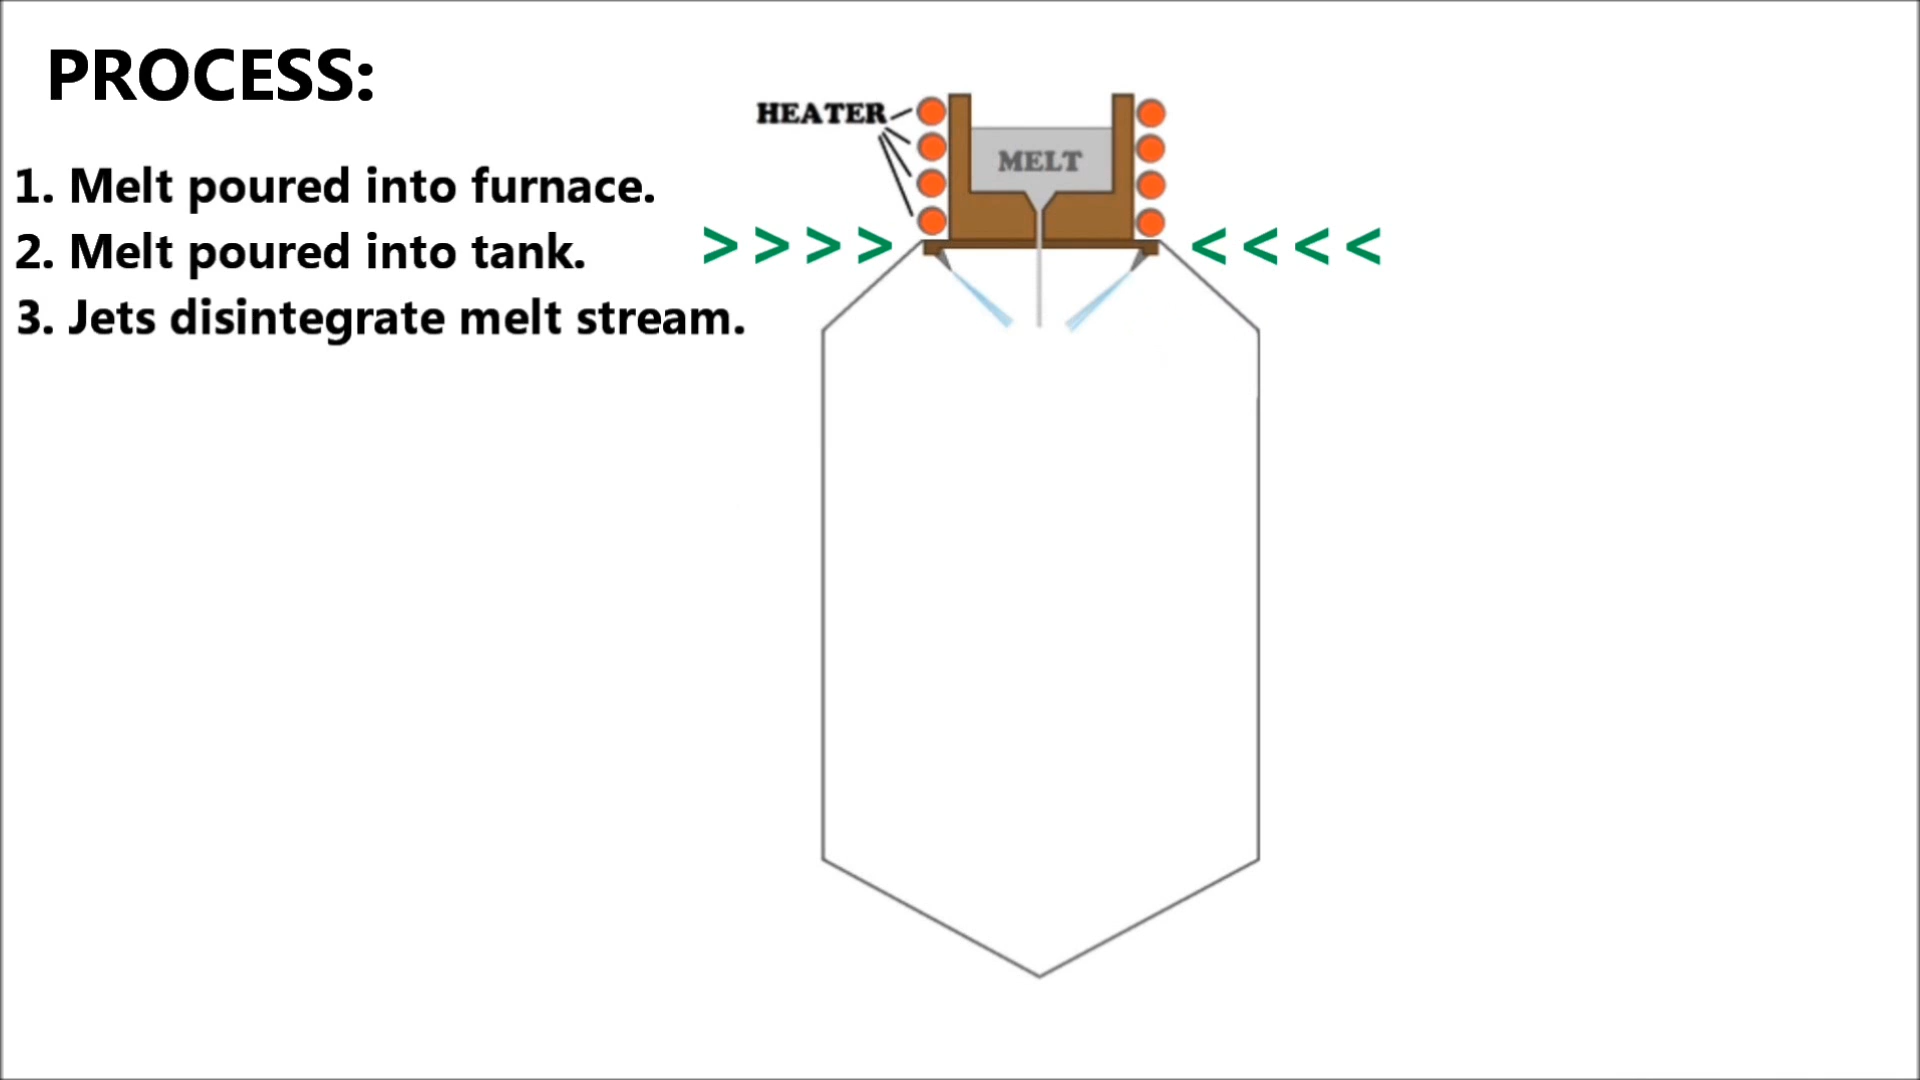 PROCESS:
HEATER
MELT
1. Melt poured into furnace.
2. Melt poured into tank.
3. Jets disintegrate melt stream.
>>>> <<<<